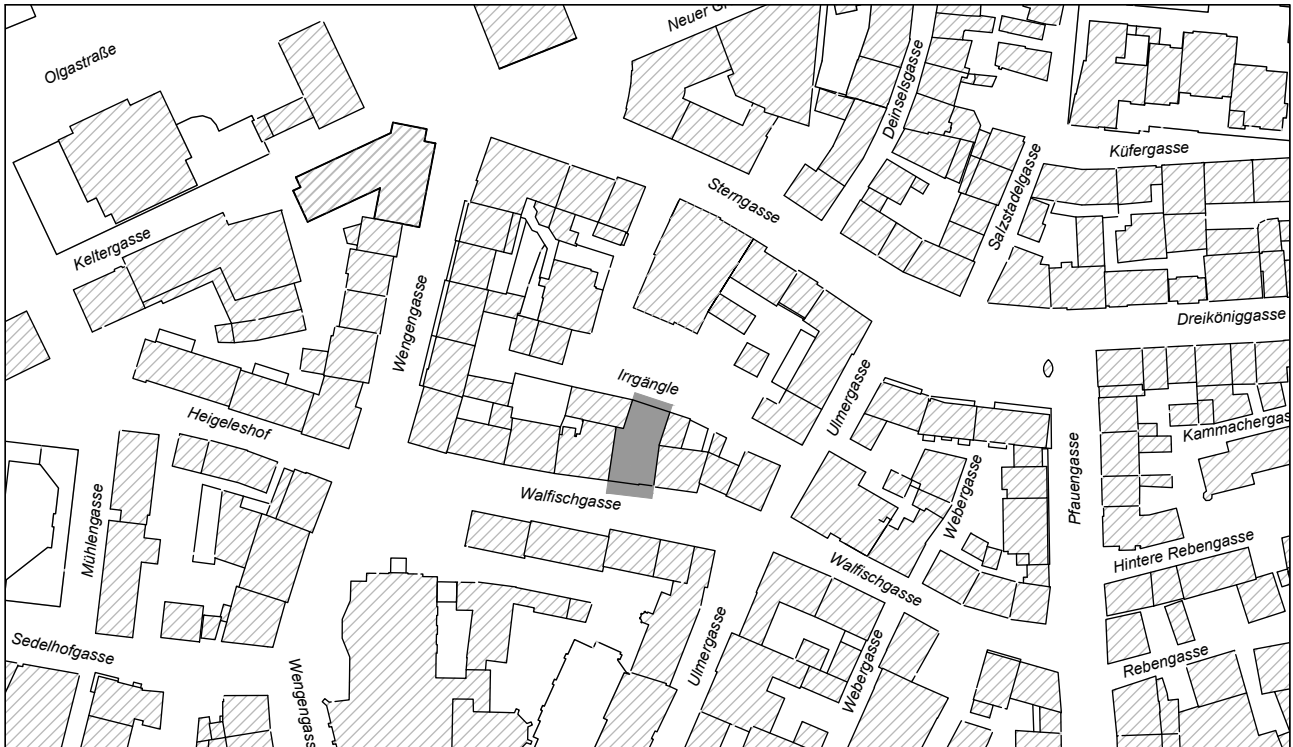 Olgastraße
Neuer G
Deinselsgasse
Küfergasse
Sterngasse
Salzstadelgasse
Keltergasse
Wengengasse
Dreiköniggasse
Irrgängle
Ulmergasse
Heigeleshof
Kammachergas
Pfauengasse
Webergasse
Walfischgasse
Mühlengasse
Hintere Rebengasse
Walfischgasse
Ulmergasse
Sedelhofgasse
Rebengasse
Webergasse
Wengengass